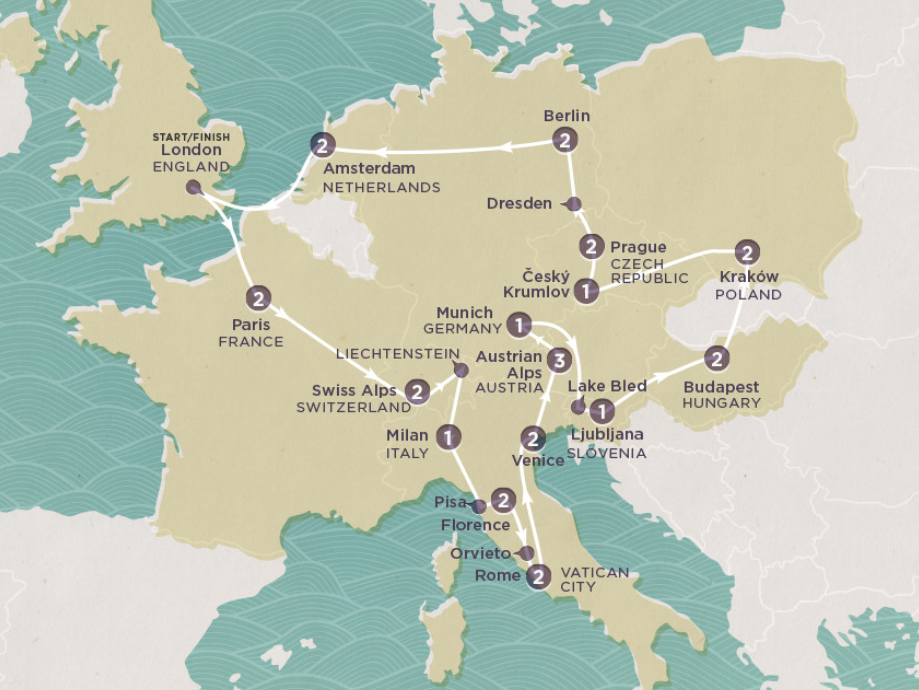 START/FINISH
London
ENGLAND
2
Amsterdam
NETHERLANDS
Berlin
2
Dresden
2
Prague
CZECH
REPUBLIC
Český
Krumlov
1
2
Kraków
POLAND
2
Paris
FRANCE
Munich
GERMANY
1
LIECHTENSTEIN
Swiss Alps
SWITZERLAND
2
Austrian
Alps
AUSTRIA
3
Lake Bled
1
Ljubljana
SLOVENIA
2
Budapest
HUNGARY
Milan
ITALY
1
2
Venice
Pisa
2
Florence
Orvieto
Rome
2
VATICAN
CITY